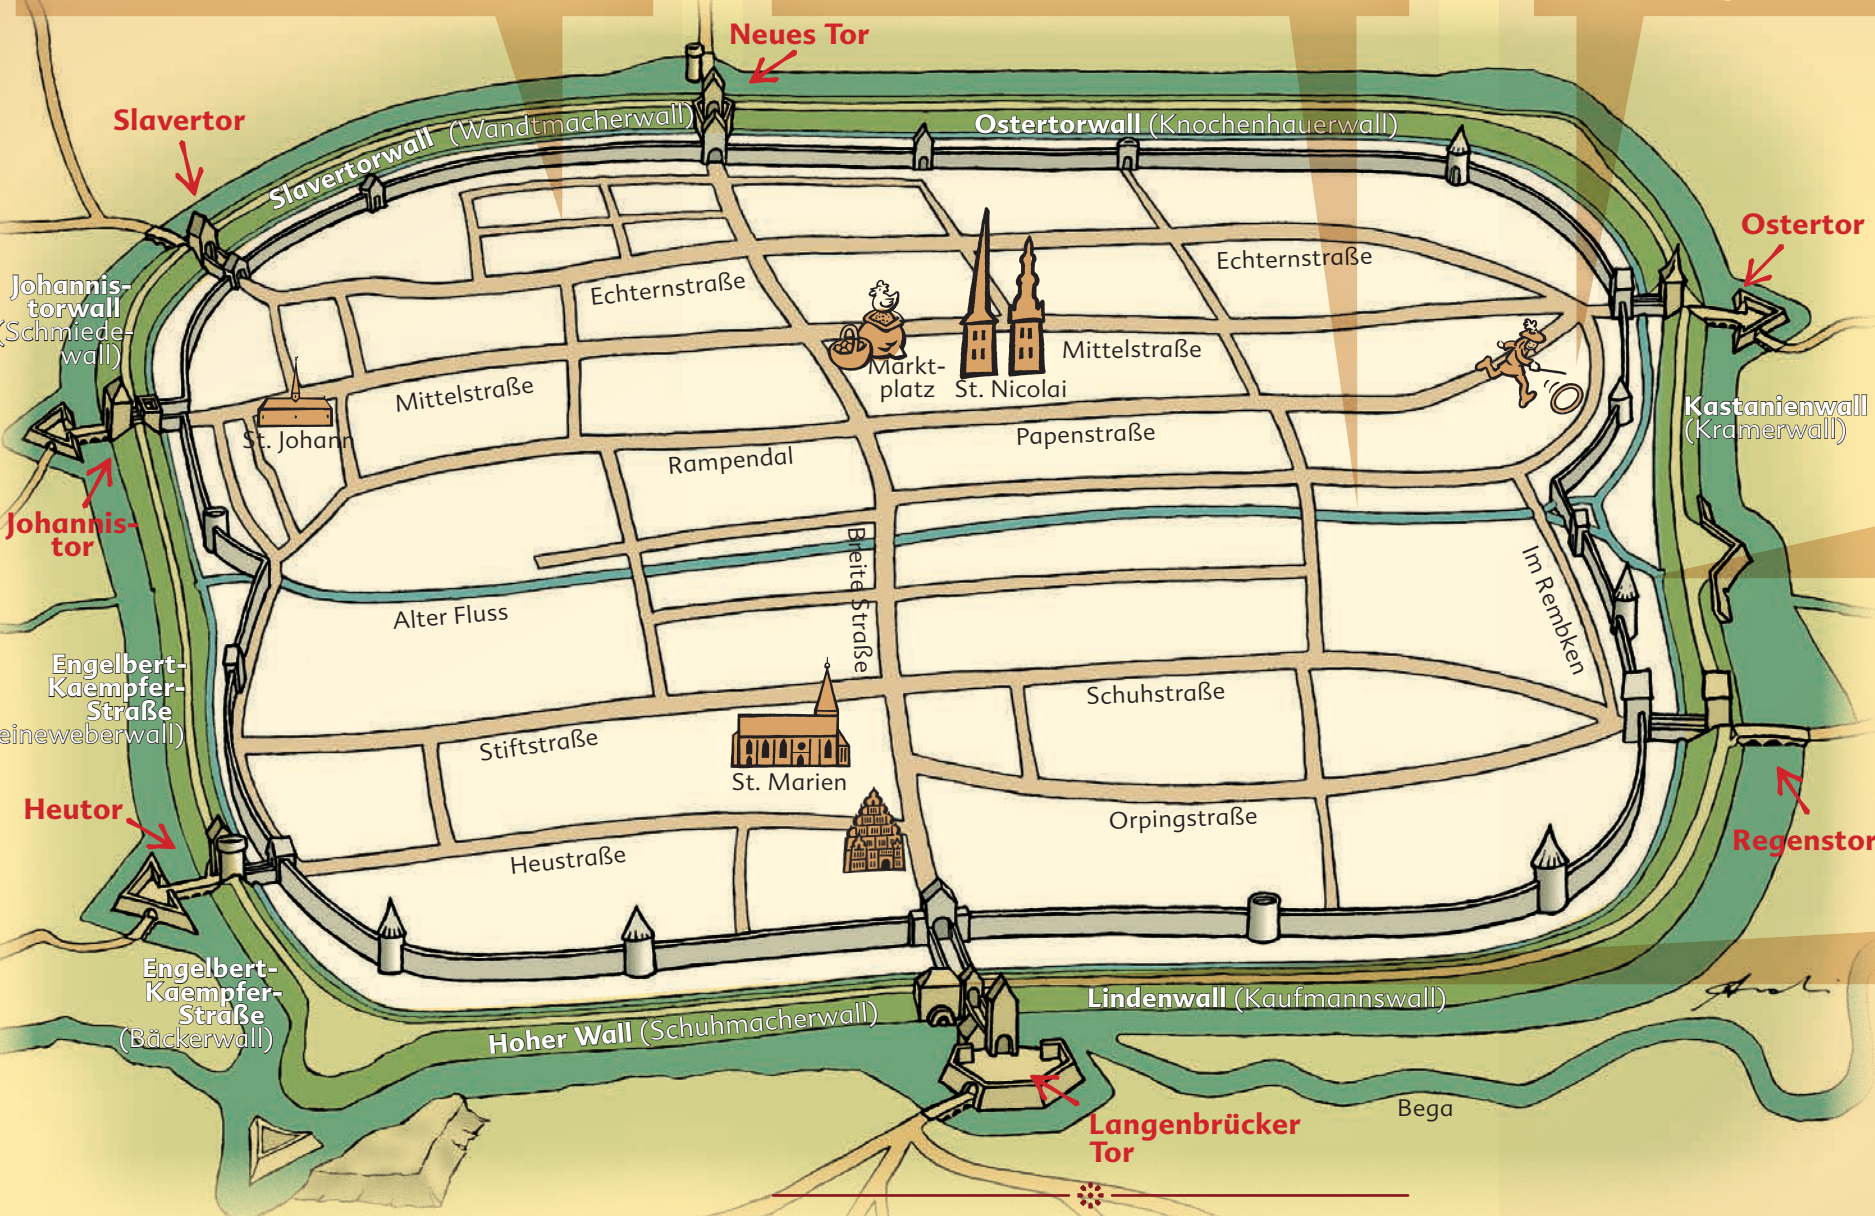 Neues Tor
Slavertor
Slavertorwall (Wandtmacherwall)
Ostertorwall (Knochenhauerwall)
Ostertor
Echternstraße
Echternstraße
Johannis-
torwall
(Schmiede-
wall)
Markt-
platz
St. Nicolai
Mittelstraße
Mittelstraße
Kastanienwall
(Kramerwall)
St. Johann
Papenstraße
Rampendal
Johannis-
tor
Breite Straße
Im Rembken
Alter Fluss
Engelbert-
Kaempfer-
Straße
eineweberwall)
Schuhstraße
Stiftstraße
St. Marien
Heutor
Orpingstraße
Regenstor
Heustraße
Engelbert-
Kaempfer-
Straße
(Bäckerwall)
Hoher Wall (Schuhmacherwall)
Lindenwall (Kaufmannswall)
Bega
Langenbrücker
Tor